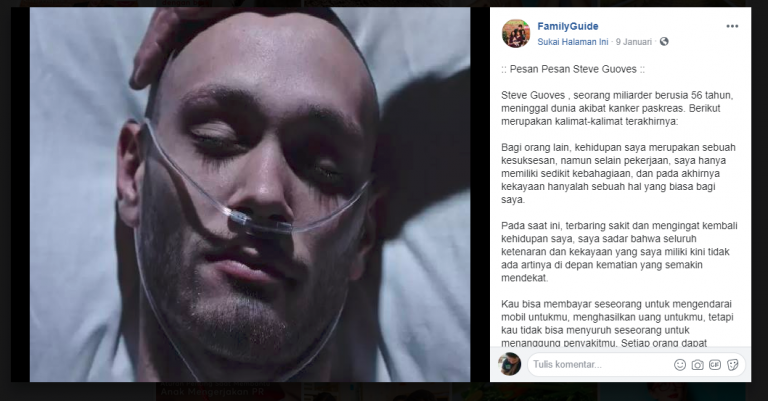 FamilyGuide
Sukai Halaman Ini · 9 Januari ·
:: Pesan Pesan Steve Guoves ::
Steve Guoves , seorang miliarder berusia 56 tahun,
meninggal dunia akibat kanker paskreas. Berikut
merupakan kalimat-kalimat terakhirnya:
Bagi orang lain, kehidupan saya merupakan sebuah
kesuksesan, namun selain pekerjaan, saya hanya
memiliki sedikit kebahagiaan, dan pada akhirnya
kekayaan hanyalah sebuah hal yang biasa bagi
saya.
Pada saat ini, terbaring sakit dan mengingat kembali
kehidupan saya, saya sadar bahwa seluruh
ketenaran dan kekayaan yang saya miliki kini tidak
ada artinya di depan kematian yang semakin
mendekat.
Kau bisa membayar seseorang untuk mengendarai
mobil untukmu, menghasilkan uang untukmu, tetapi
kau tidak bisa menyuruh seseorang untuk
menanggung penyakitmu. Setiap orang dapat
Tulis komentar...